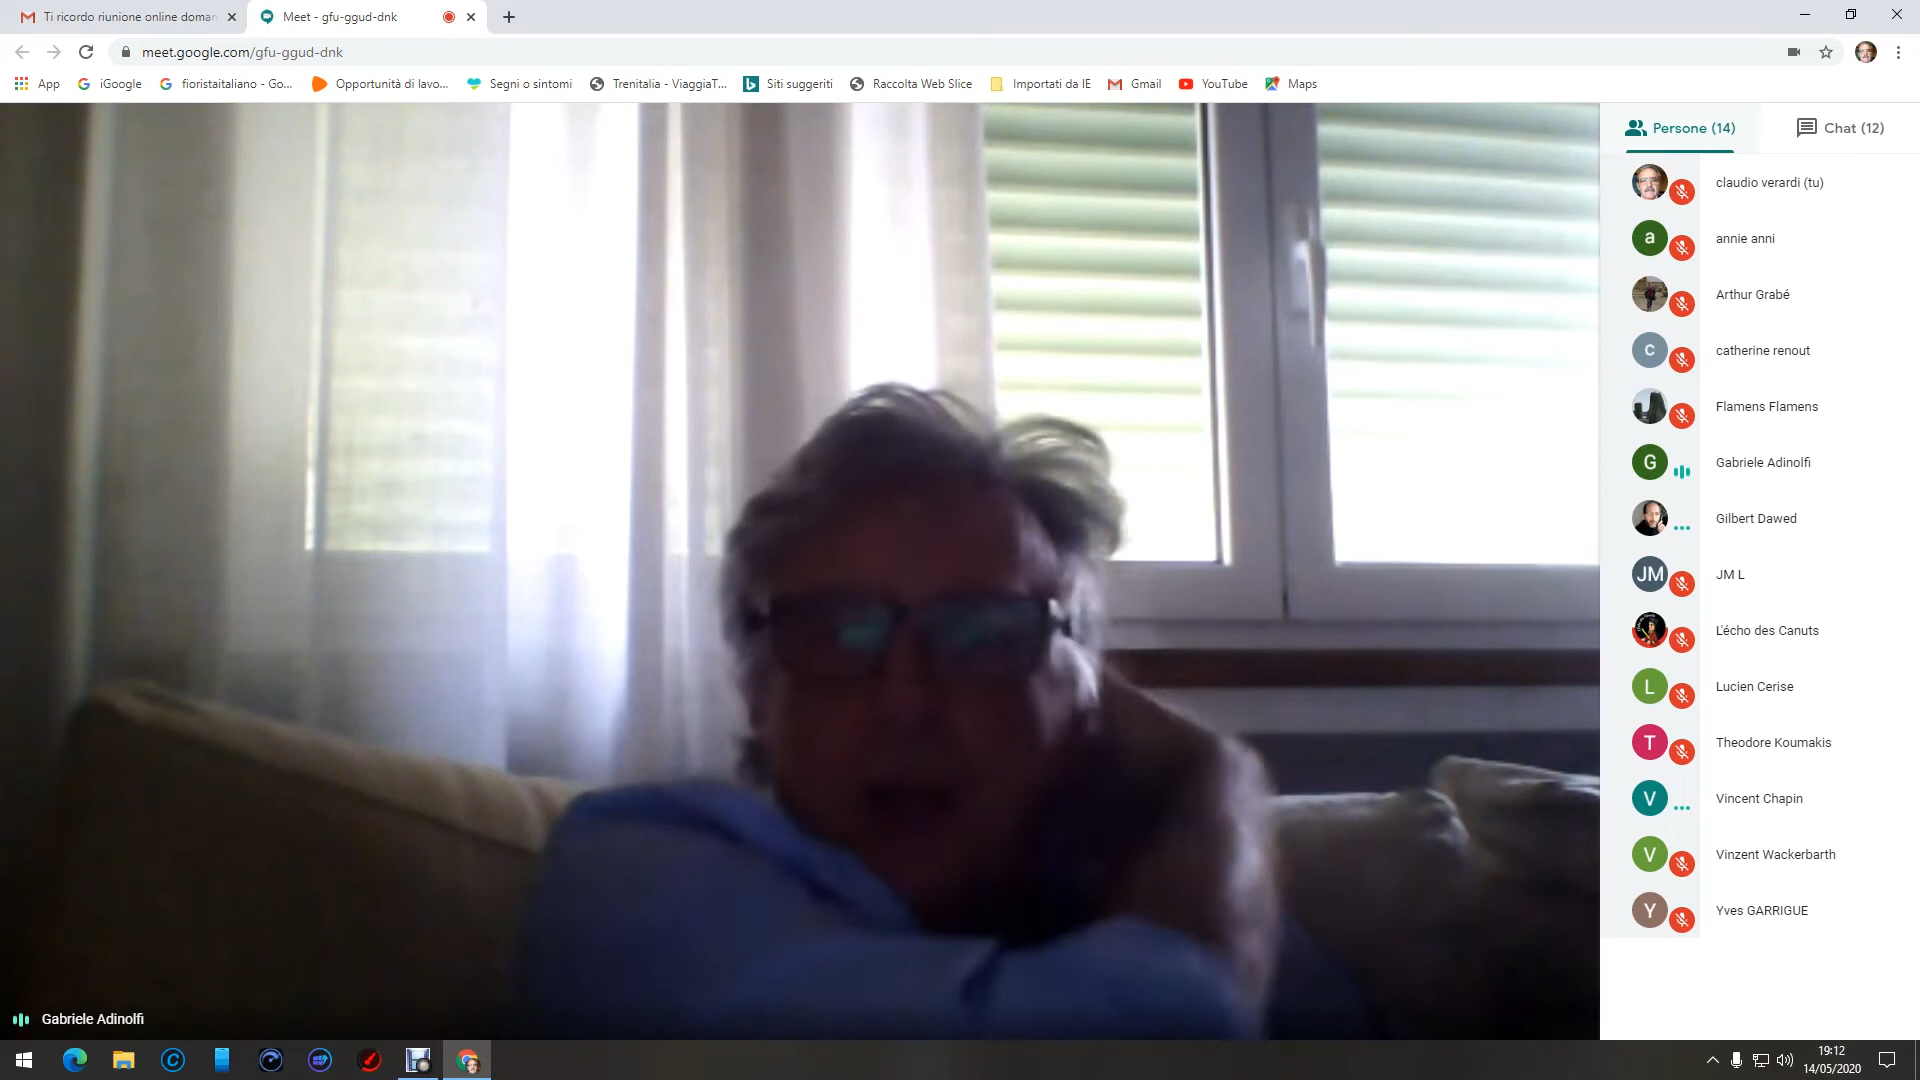 Ti ricordo riunione online doman
Meet - gfu-ggud-dnk
meet.google.com/gfu-ggud-dnk
App
iGoogle
fioristaitaliano - Go...
Opportunità di lavo...
Segni o sintomi
Trenitalia - ViaggiaT...
Siti suggeriti
Raccolta Web Slice
Importati da IE
Gmail
YouTube
Maps
Persone (14)
Chat (12)
claudio verardi (tu)
a
annie anni
Arthur Grabé
c
catherine renout
Flamens Flamens
G
Gabriele Adinolfi
Gilbert Dawed
JM
JM L
L'écho des Canuts
L
Lucien Cerise
T
Theodore Koumakis
V
Vincent Chapin
V
Vinzent Wackerbarth
Y
Yves GARRIGUE
Gabriele Adinolfi
19:12
14/05/2020